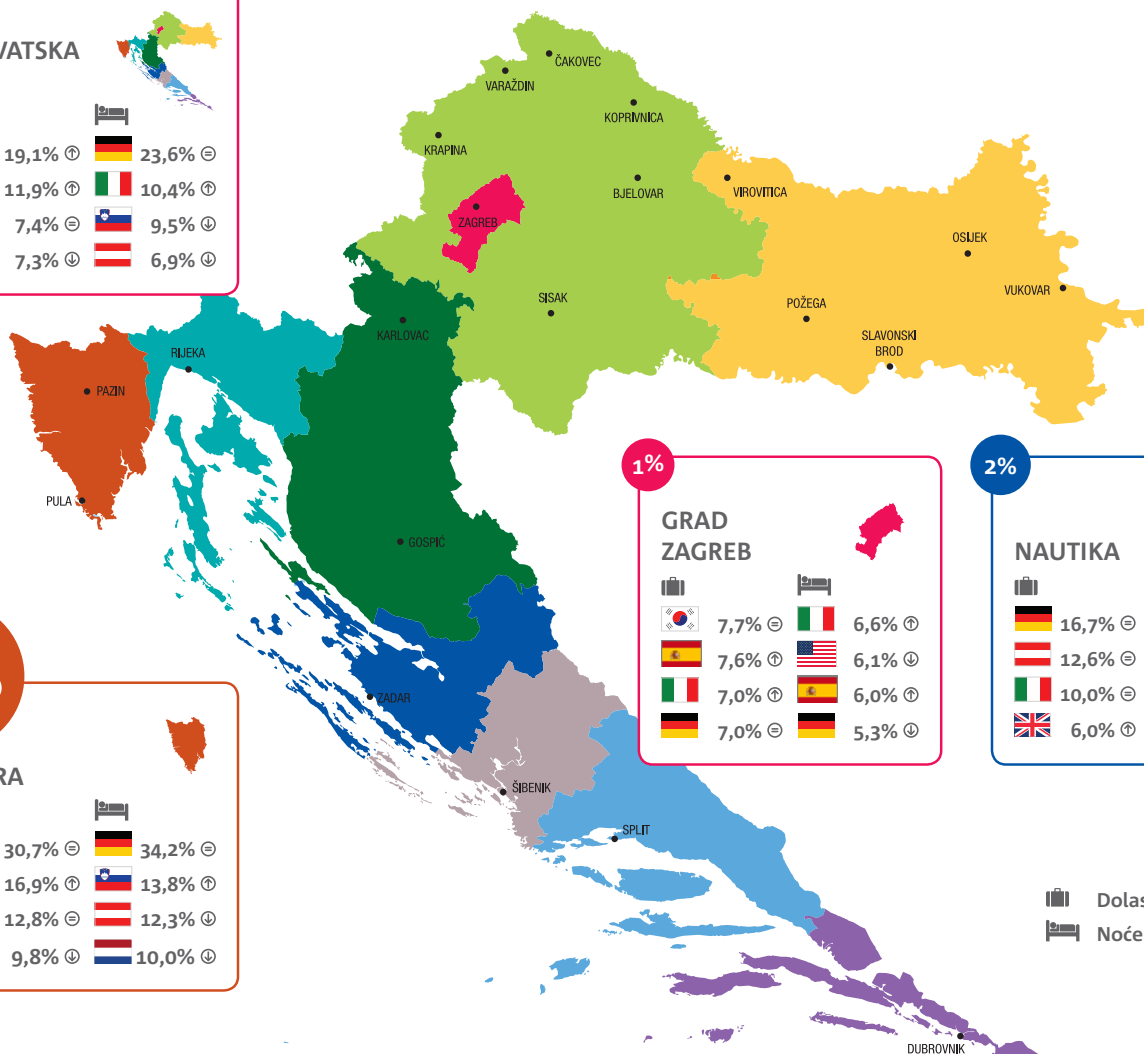 VATSKA
19,1% 23,6%
11,9% 10,4%
7,4% 9,5%
7,3% 6,9%
ČAKOVEC
VARAŽDIN
KOPRIVNICA
KRAPINA
BJELOVAR
VIROVITICA
ZAGREB
OSIJEK
VUKOVAR
SISAK
POŽEGA
KARLOVAC
SLAVONSKI
BROD
RIJEKA
PAZIN
PULA
GOSPIĆ
ZADAR
ŠIBENIK
SPLIT
DUBROVNIK
1%
GRAD
ZAGREB
7,7% 6,6%
7,6% 6,1%
7,0% 6,0%
7,0% 5,3%
2%
NAUTIKA
16,7%
12,6%
10,0%
6,0%
RA
30,7% 34,2%
16,9% 13,8%
12,8% 12,3%
9,8% 10,0%
Dolas
Noće